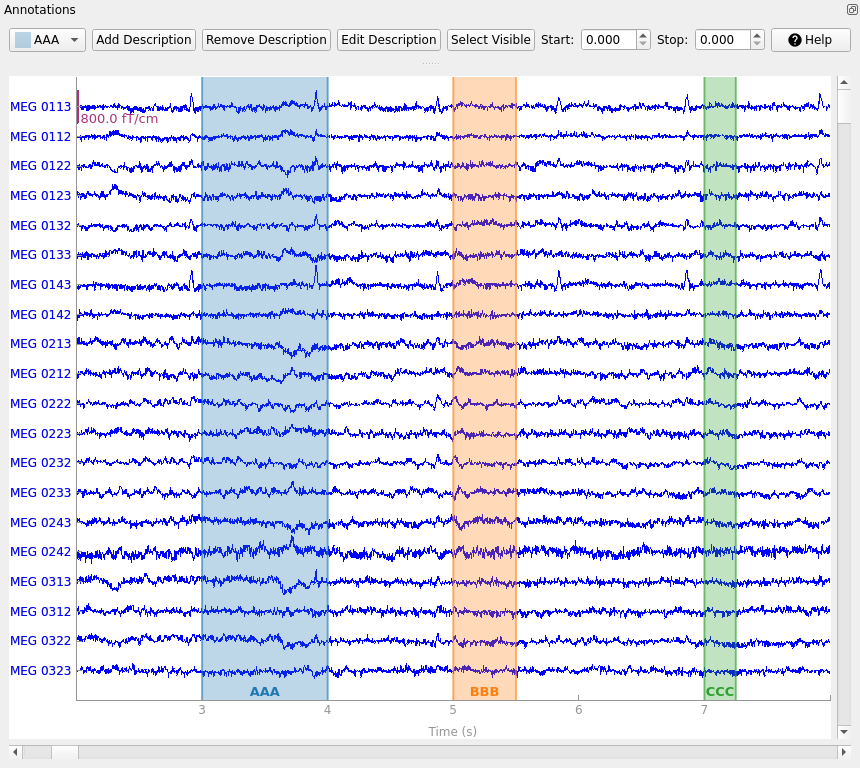 Annotations
AAA Add Description Remove Description Edit Description Select Visible Start: 0.000 Stop: 0.000 Help
MEG 0113
800.0 fT/cm
MEG 0112
MEG 0122
MEG 0123
MEG 0132
MEG 0133
MEG 0143
MEG 0142
MEG 0213
MEG 0212
MEG 0222
MEG 0223
MEG 0232
MEG 0233
MEG 0243
MEG 0242
MEG 0313
MEG 0312
MEG 0322
MEG 0323
AAA BBB CCC
3 4 5 6 7
Time (s)